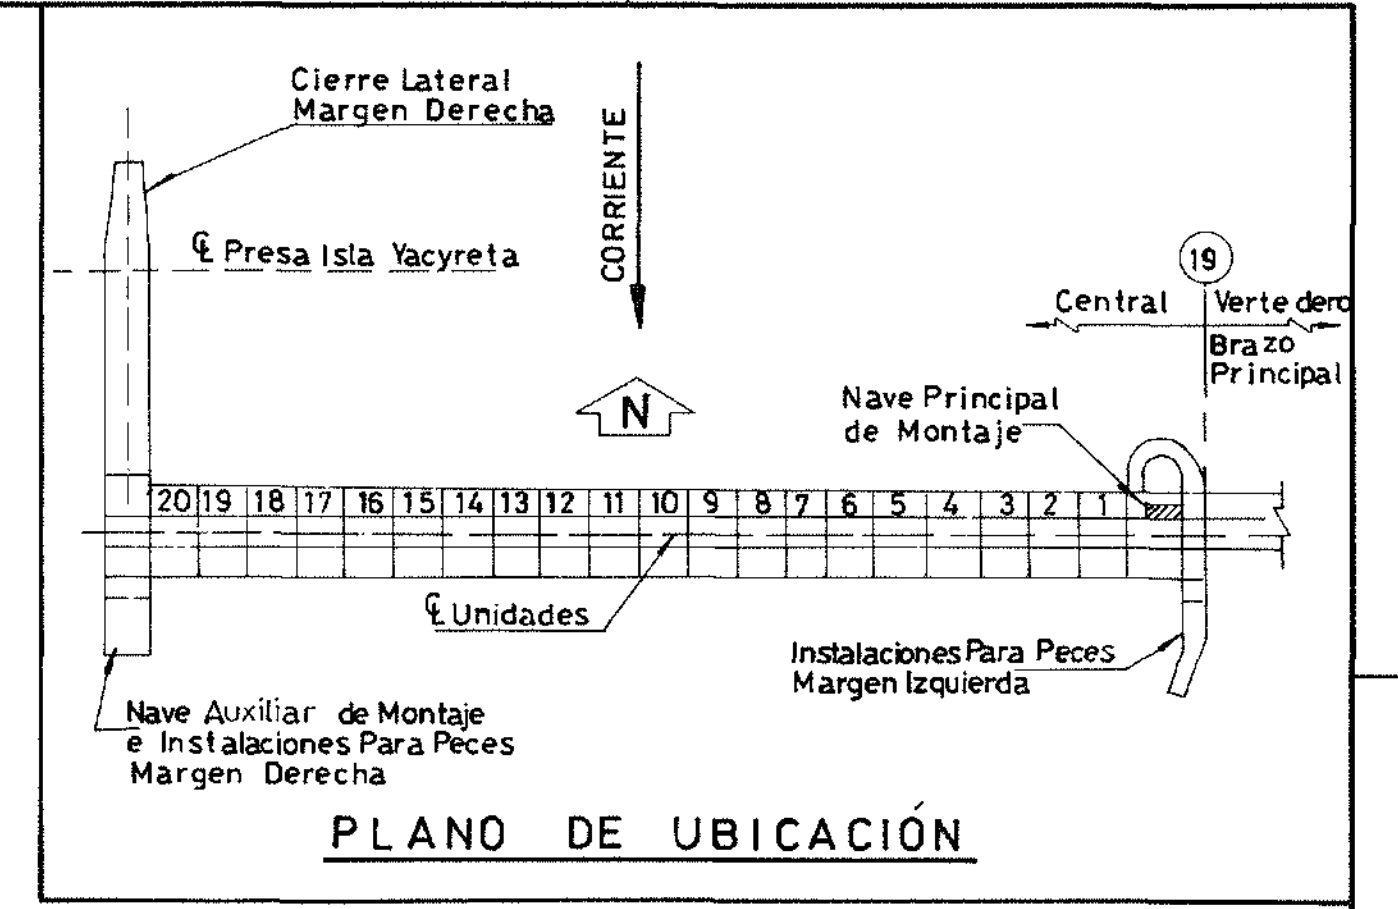 Cierre Lateral
Margen Derecha
CORRIENTE
℄ Presa Isla Yacyreta
19
Central
Vertedero
Brazo
Principal
N
Nave Principal
de Montaje
20 19 18 17 16 15 14 13 12 11 10 9 8 7 6 5 4 3 2 1
℄ Unidades
Instalaciones Para Peces
Margen Izquierda
Nave Auxiliar de Montaje
e Instalaciones Para Peces
Margen Derecha
PLANO DE UBICACIÓN